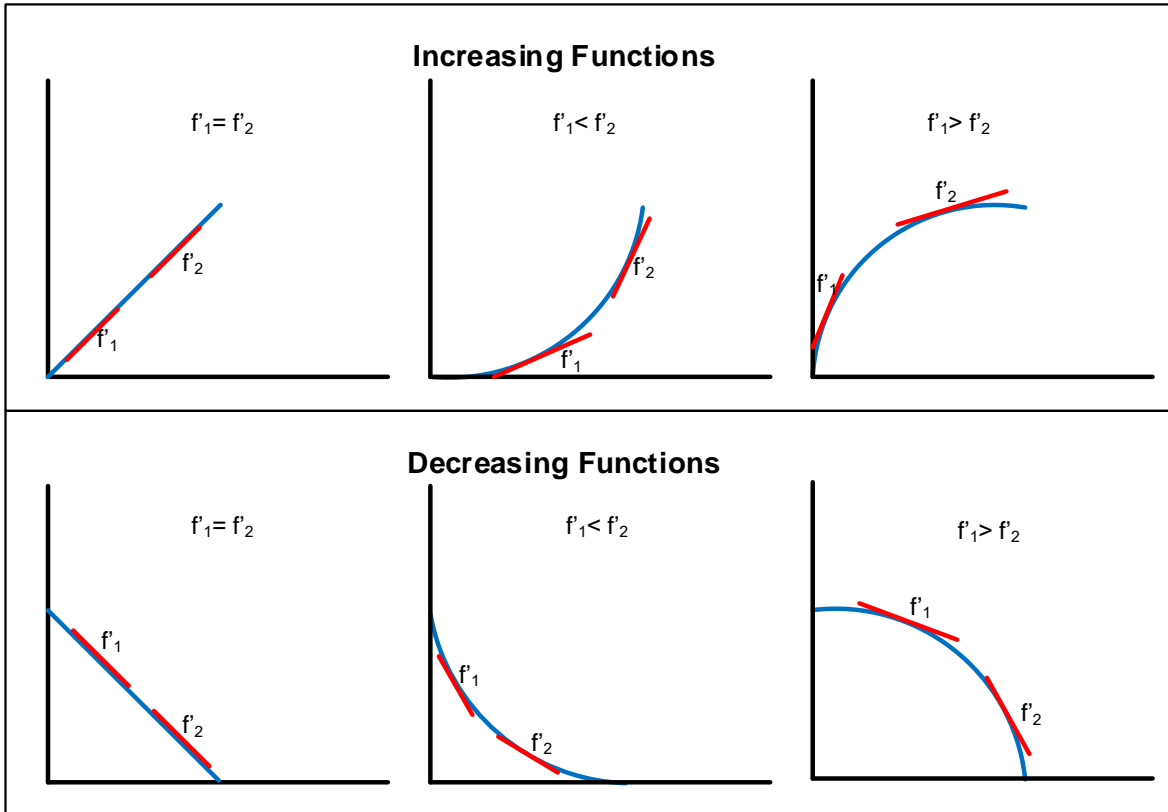 Increasing Functions
f'₁= f'₂
f'₁< f'₂
f'₁> f'₂
f'₂
f'₁
f'₂
f'₁
f'₂
f'₁
Decreasing Functions
f'₁= f'₂
f'₁< f'₂
f'₁> f'₂
f'₁
f'₂
f'₁
f'₂
f'₁
f'₂